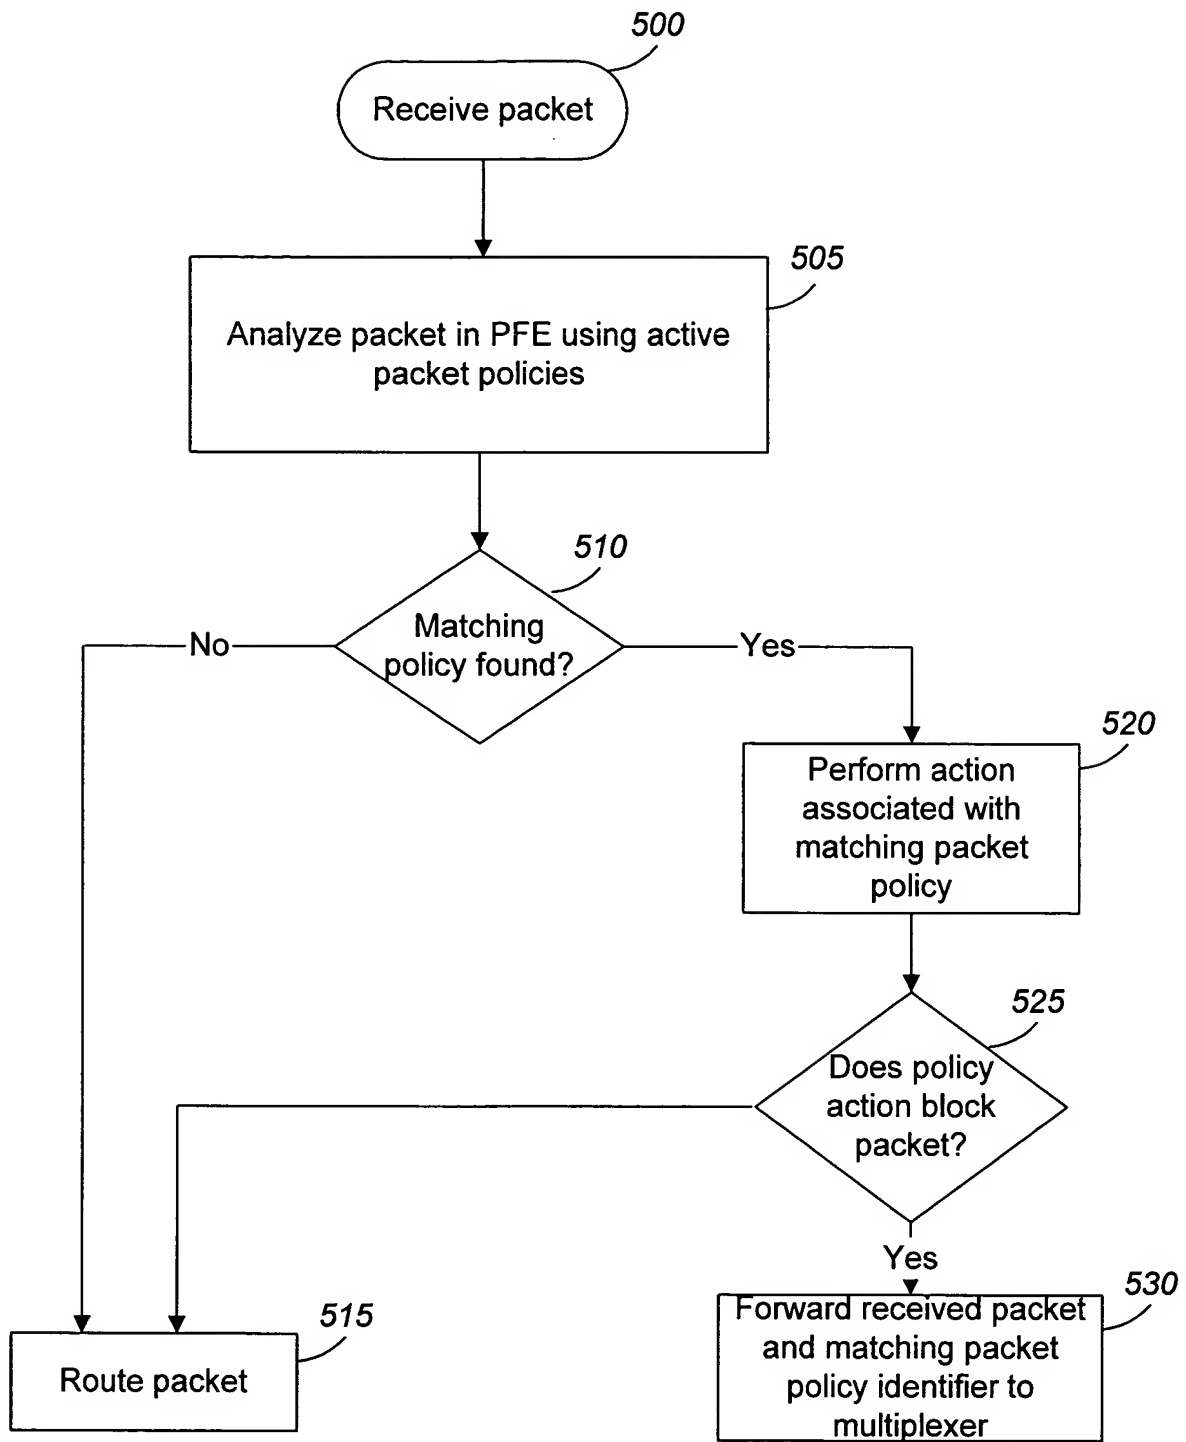 500
Receive packet
505
Analyze packet in PFE using active
packet policies
510
Matching
policy found?
No
Yes
520
Perform action
associated with
matching packet
policy
525
Does policy
action block
packet?
Yes
530
Forward received packet
and matching packet
policy identifier to
multiplexer
515
Route packet